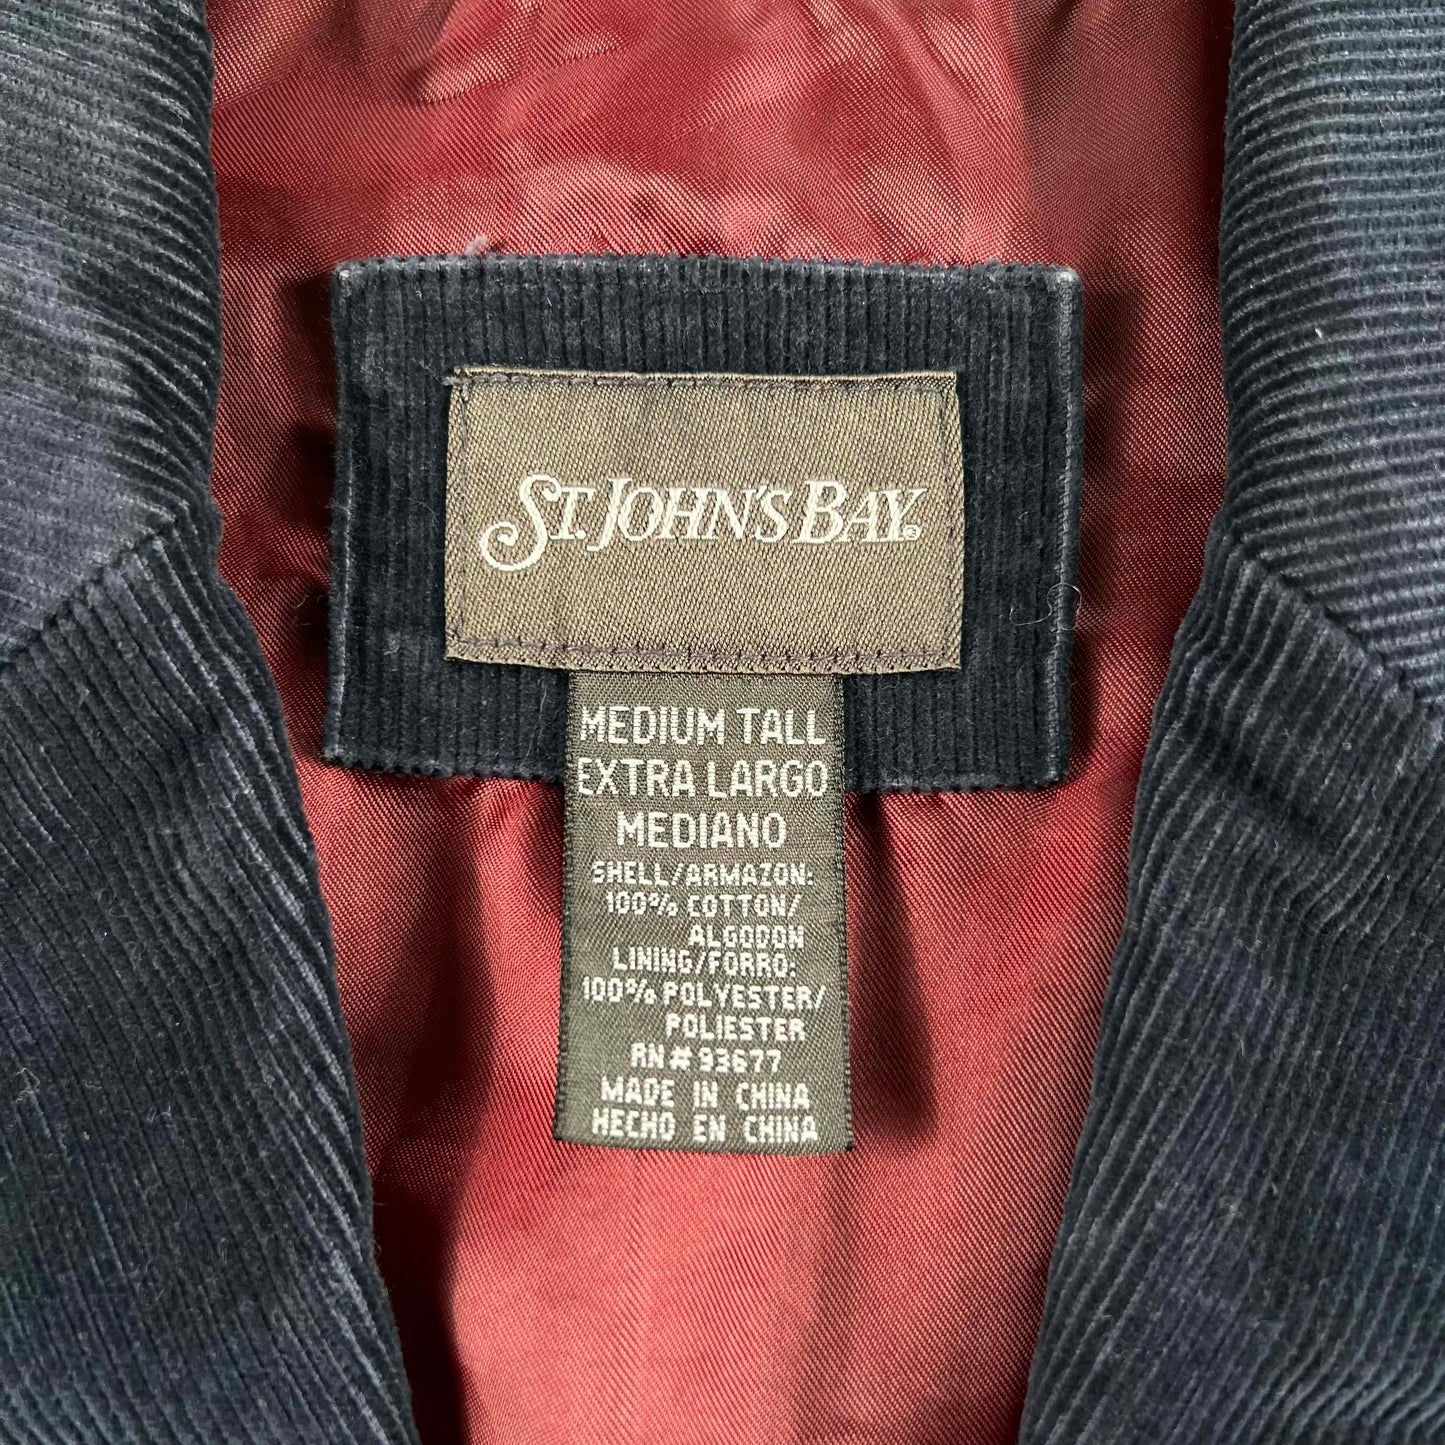 ST. JOHN'S BAY®
MEDIUM TALL
EXTRA LARGO
MEDIANO
SHELL/ARMAZON:
100% COTTON/
ALGODON
LINING/FORRO:
100% POLYESTER/
POLIESTER
RN# 93677
MADE IN CHINA
HECHO EN CHINA